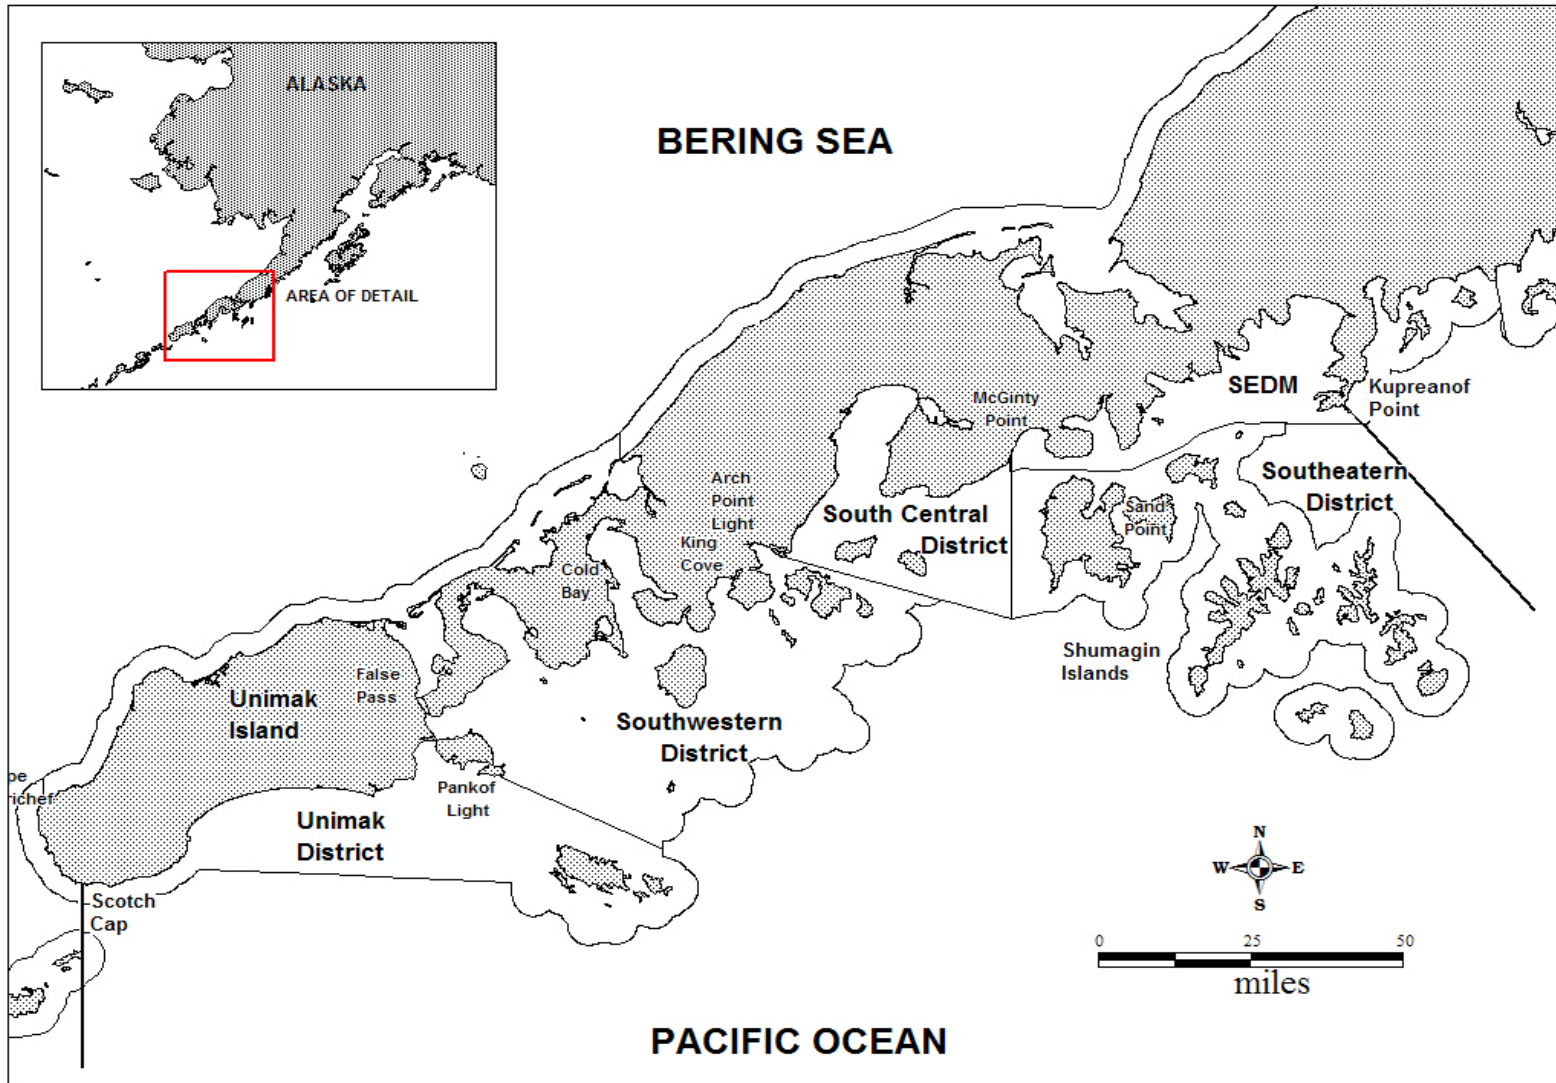 ALASKA
AREA OF DETAIL
BERING SEA
SEDM
Kupreanof
Point
McGinty
Point
Southeatern
District
Arch
Point
Light
South Central
District
Sand
Point
King
Cove
Cold
Bay
Shumagin
Islands
False
Pass
Unimak
Island
Southwestern
District
pe
richef
Pankof
Light
Unimak
District
N
W
E
S
Scotch
Cap
0
25
50
miles
PACIFIC OCEAN